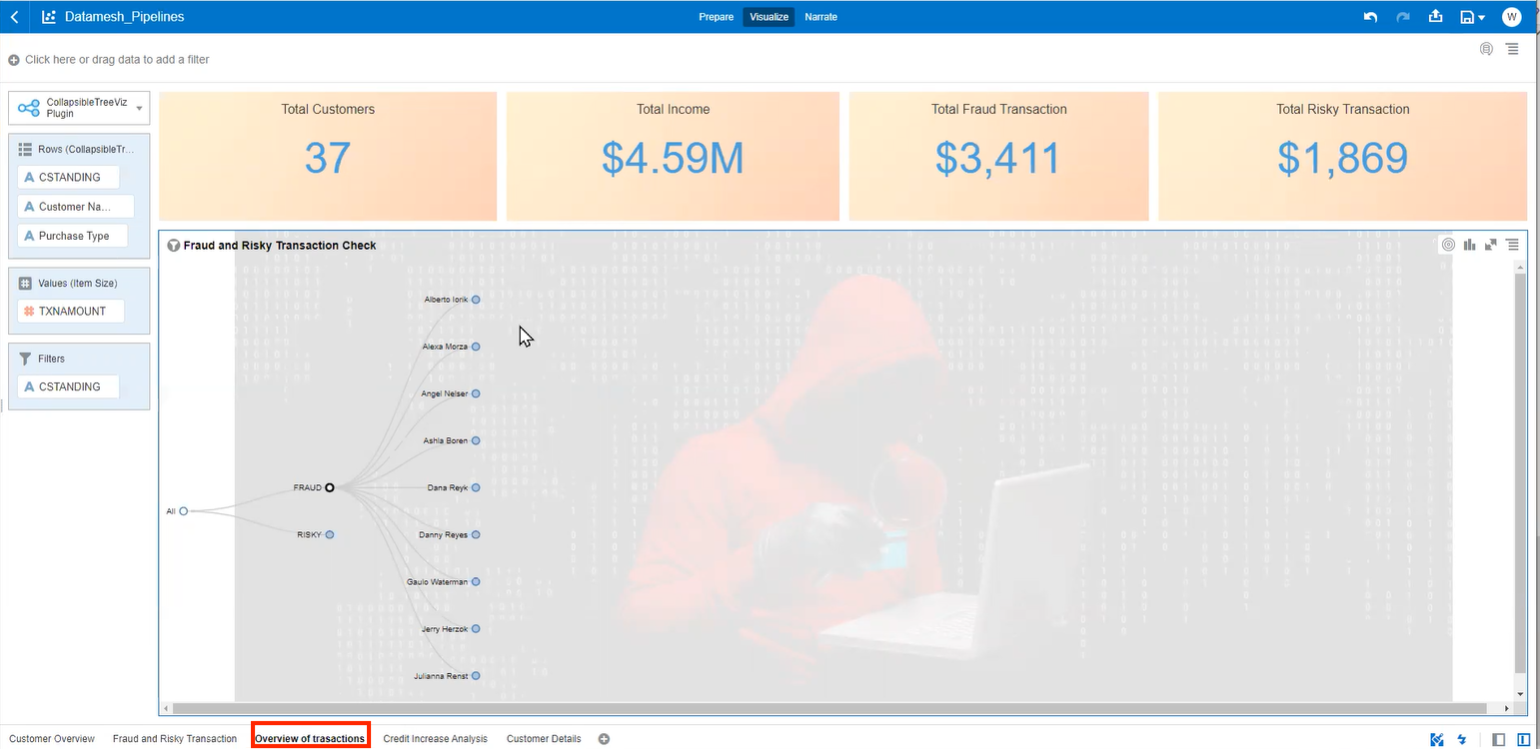 Datamesh_Pipelines
Prepare Visualize Narrate
W
Click here or drag data to add a filter
CollapsibleTreeViz
Plugin
Rows (CollapsibleTr...
A CSTANDING
A Customer Na...
A Purchase Type
Values (Item Size)
# TXNAMOUNT
Filters
A CSTANDING
Total Customers
37
Total Income
$4.59M
Total Fraud Transaction
$3,411
Total Risky Transaction
$1,869
Fraud and Risky Transaction Check
All
FRAUD
RISKY
Alberto Iorik
Alexa Morza
Angel Nelser
Ashla Boren
Dana Reyk
Danny Reyes
Gaulo Waterman
Jerry Herzok
Julianna Renst
Customer Overview Fraud and Risky Transaction Overview of trasactions Credit Increase Analysis Customer Details